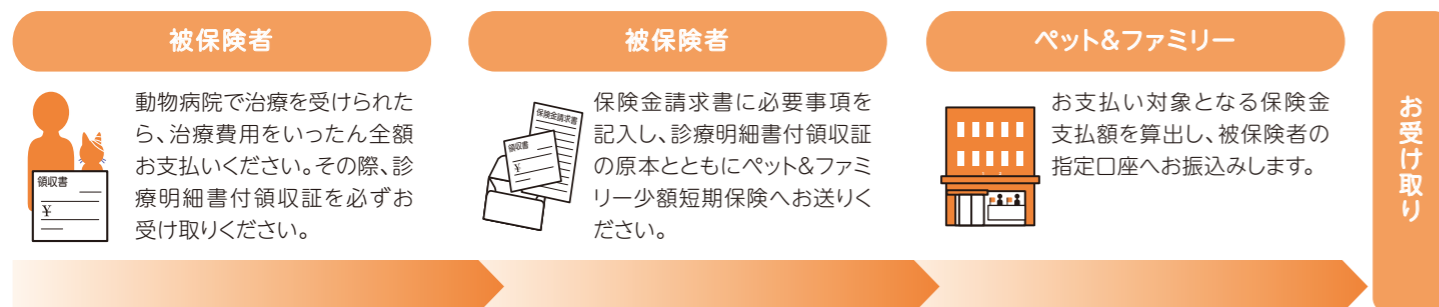 被保険者
動物病院で治療を受けられた
ら、治療費用をいったん全額
お支払いください。その際、診
療明細書付領収証を必ずお
受け取りください。
領収書
¥
被保険者
保険金請求書に必要事項を
記入し、診療明細書付領収証
の原本とともにペット&ファミ
リー少額短期保険へお送りく
ださい。
保険金請求書
領収書
¥
ペット&ファミリー
お支払い対象となる保険金
支払額を算出し、被保険者の
指定口座へお振込みします。
お受け取り